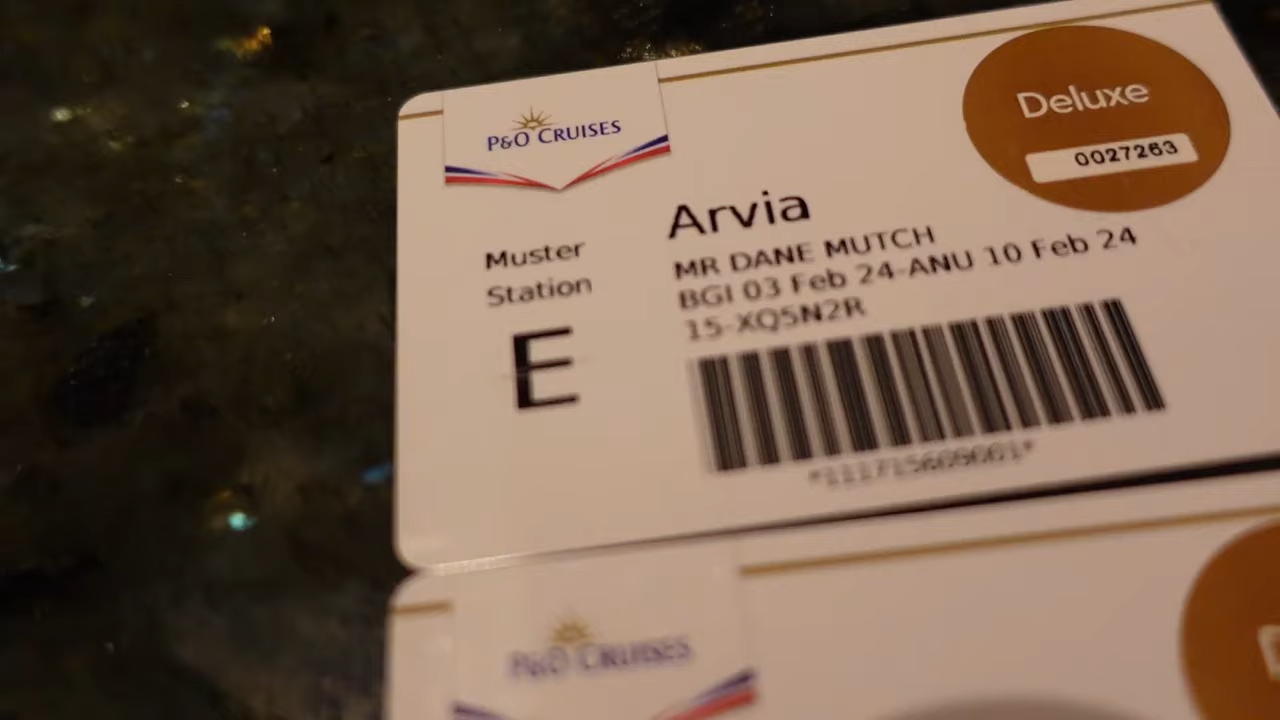 P&O CRUISES
Deluxe
0027263
Arvia
MR DANE MUTCH
BGI 03 Feb 24-ANU 10 Feb 24
15-XQ5N2R
Muster
Station
E
P&O CRUISES